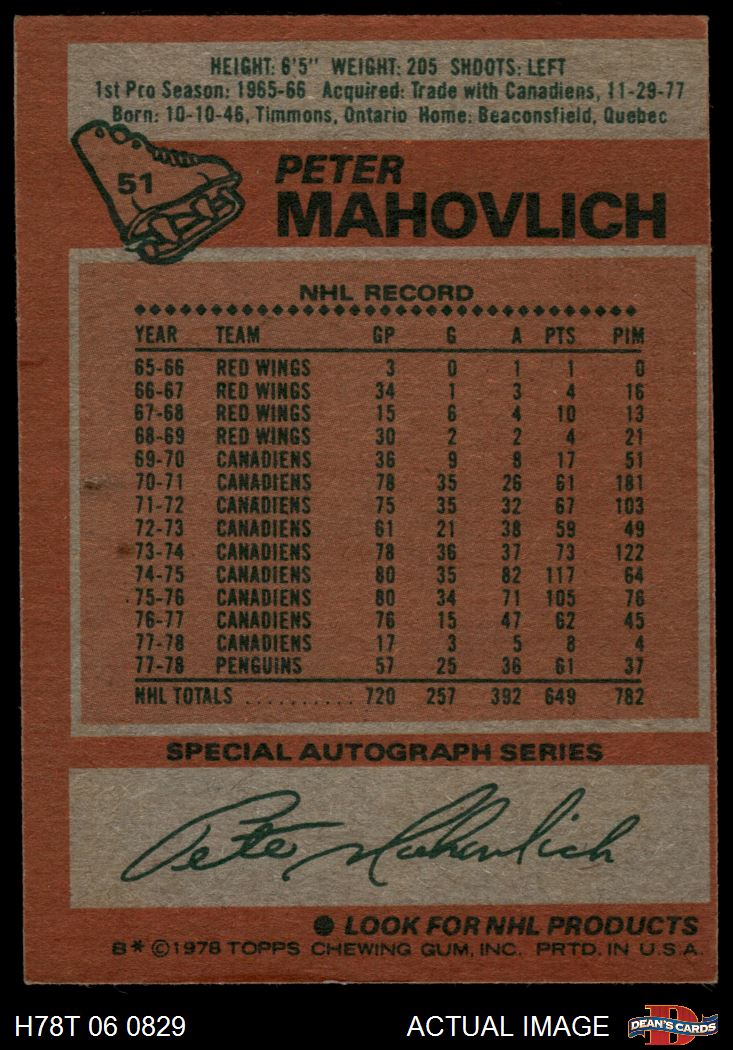 HEIGHT: 6'5" WEIGHT: 205 SHOOTS: LEFT
1st Pro Season: 1965-66 Acquired: Trade with Canadiens, 11-29-77
Born: 10-10-46, Timmons, Ontario Home: Beaconsfield, Quebec
51
PETER
MAHOVLICH
NHL RECORD
YEAR TEAM GP G A PTS PIM
65-66 RED WINGS 3 0 1 1 0
66-67 RED WINGS 34 1 3 4 16
67-68 RED WINGS 15 6 4 10 13
68-69 RED WINGS 30 2 2 4 21
69-70 CANADIENS 36 9 8 17 51
70-71 CANADIENS 78 35 26 61 181
71-72 CANADIENS 75 35 32 67 103
72-73 CANADIENS 61 21 38 59 49
73-74 CANADIENS 78 36 37 73 122
74-75 CANADIENS 80 35 82 117 64
75-76 CANADIENS 80 34 71 105 76
76-77 CANADIENS 76 15 47 62 45
77-78 CANADIENS 17 3 5 8 4
77-78 PENGUINS 57 25 36 61 37
NHL TOTALS .......... 720 257 392 649 782
SPECIAL AUTOGRAPH SERIES
Peter Mahovlich
● LOOK FOR NHL PRODUCTS
B* ©1978 TOPPS CHEWING GUM, INC. PRTD. IN U.S.A.
H78T 06 0829 ACTUAL IMAGE DEAN'S CARDS